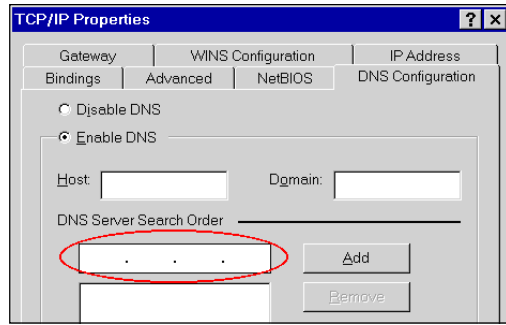 TCP/IP Properties
Gateway WINS Configuration IP Address
Bindings Advanced NetBIOS DNS Configuration
Disable DNS
Enable DNS
Host: Domain:
DNS Server Search Order
. . . Add
Remove